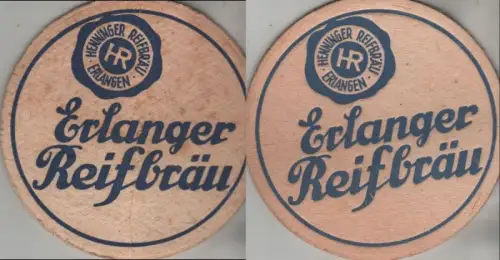 HENNINGER REIFBRÄU
HR
ERLANGEN
Erlanger
Reifbräu
HENNINGER REIFBRÄU
HR
ERLANGEN
Erlanger
Reifbräu